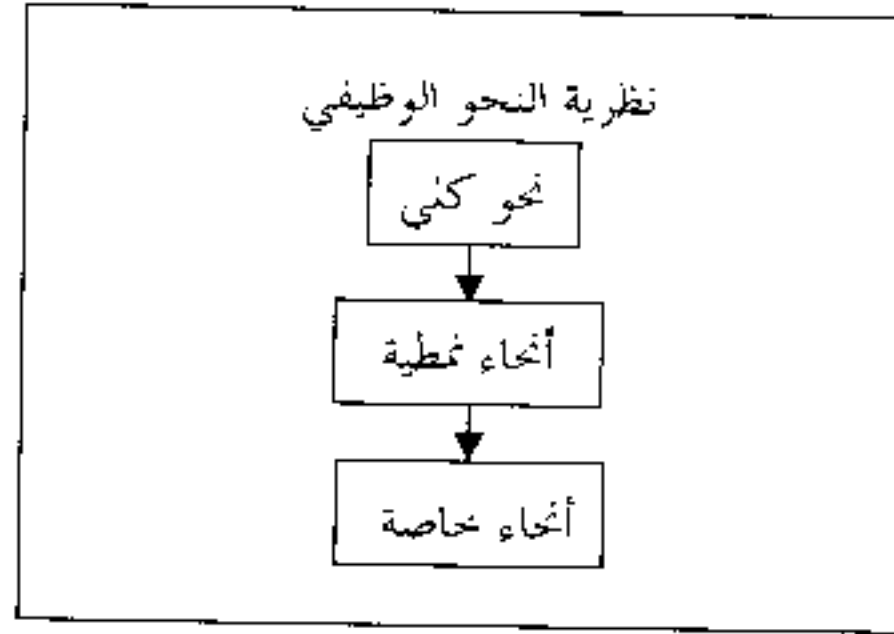 نظرية النحو الوظيفي
نحو كلي
أنحاء نمطية
أنحاء خاصة